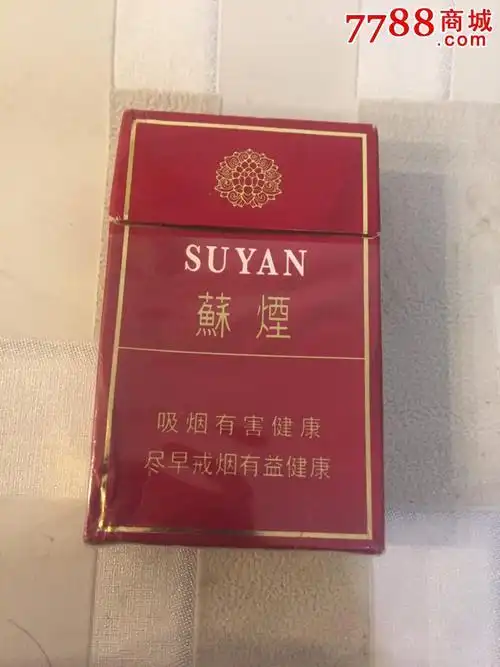 7788商城
.com
SUYAN
蘇煙
吸烟有害健康
尽早戒烟有益健康